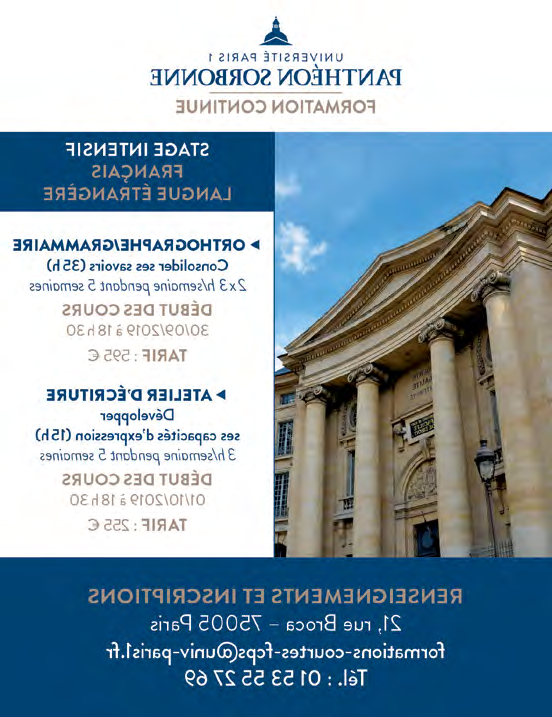 UNIVERSITÉ PARIS 1
PANTHÉON SORBONNE
FORMATION CONTINUE
STAGE INTENSIF
FRANÇAIS
LANGUE ÉTRANGÈRE
▸ ORTHOGRAPHE/GRAMMAIRE
Consolider ses savoirs (35 h)
2 x 3 h/semaine pendant 5 semaines
DÉBUT DES COURS
30/09/2019 à 18 h 30
TARIF : 595 €
▸ ATELIER D'ÉCRITURE
Développer
ses capacités d'expression (15 h)
3 h/semaine pendant 5 semaines
DÉBUT DES COURS
01/10/2019 à 18 h 30
TARIF : 255 €
RENSEIGNEMENTS ET INSCRIPTIONS
21, rue Broca – 75005 Paris
formations-courtes-fcps@univ-paris1.fr
Tél. : 01 53 55 27 69